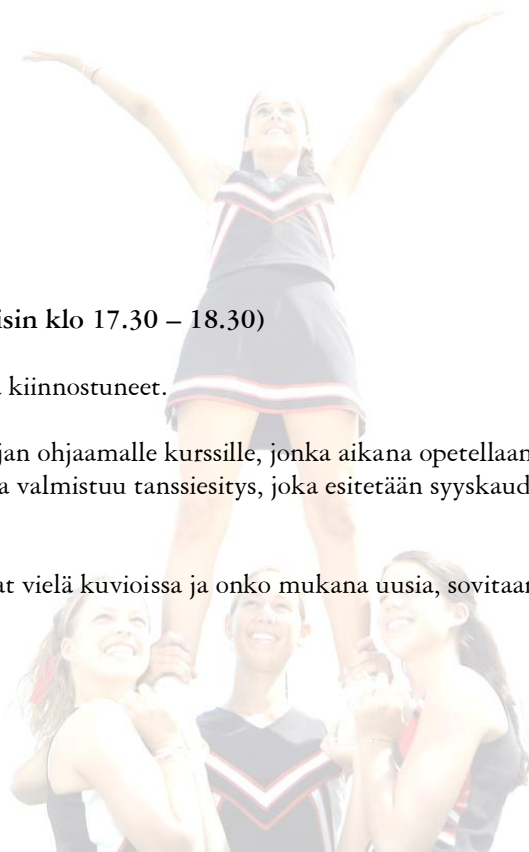 isin klo 17.30 – 18.30)
kiinnostuneet.
jan ohjaamalle kurssille, jonka aikana opetellaan
a valmistuu tanssiesitys, joka esitetään syyskaud
at vielä kuvioissa ja onko mukana uusia, sovitaan